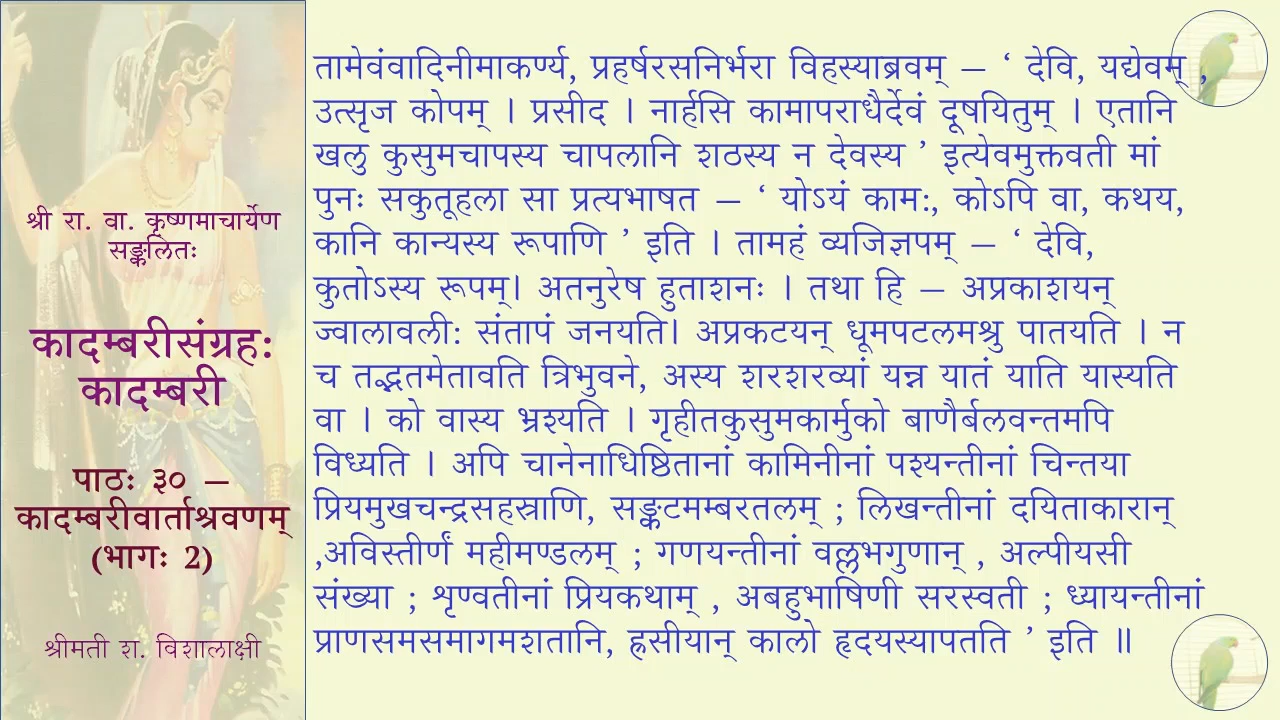 श्री रा. वा. कृष्णमाचार्येण
सङ्कलितः
कादम्बरीसंग्रहः
कादम्बरी
पाठः ३० –
कादम्बरीवार्ताश्रवणम्
(भागः 2)
श्रीमती श. विशालाक्षी
तामेवंवादिनीमाकर्ण्य, प्रहर्षरसनिर्भरा विहस्याब्रवम् – ‘ देवि, यद्येवम् ,
उत्सृज कोपम् । प्रसीद । नार्हसि कामापराधैर्देवं दूषयितुम् । एतानि
खलु कुसुमचापस्य चापलानि शठस्य न देवस्य ’ इत्येवमुक्तवती मां
पुनः सकुतूहला सा प्रत्यभाषत – ‘ योऽयं काम:, कोऽपि वा, कथय,
कानि कान्यस्य रूपाणि ’ इति । तामहं व्यजिज्ञपम् – ‘ देवि,
कुतोऽस्य रूपम्। अतनुरेष हुताशनः । तथा हि – अप्रकाशयन्
ज्वालावली: संतापं जनयति। अप्रकटयन् धूमपटलमश्रु पातयति । न
च तद्भूतमेतावति त्रिभुवने, अस्य शरशरव्यां यन्न यातं याति यास्यति
वा । को वास्य भ्रश्यति । गृहीतकुसुमकार्मुको बाणैर्बलवन्तमपि
विध्यति । अपि चानेनाधिष्ठितानां कामिनीनां पश्यन्तीनां चिन्तया
प्रियमुखचन्द्रसहस्राणि, सङ्कटमम्बरतलम् ; लिखन्तीनां दयिताकारान्
,अविस्तीर्णं महीमण्डलम् ; गणयन्तीनां वल्लभगुणान् , अल्पीयसी
संख्या ; शृण्वतीनां प्रियकथाम् , अबहुभाषिणी सरस्वती ; ध्यायन्तीनां
प्राणसमसमागमशतानि, ह्रसीयान् कालो हृदयस्यापतति ’ इति ॥